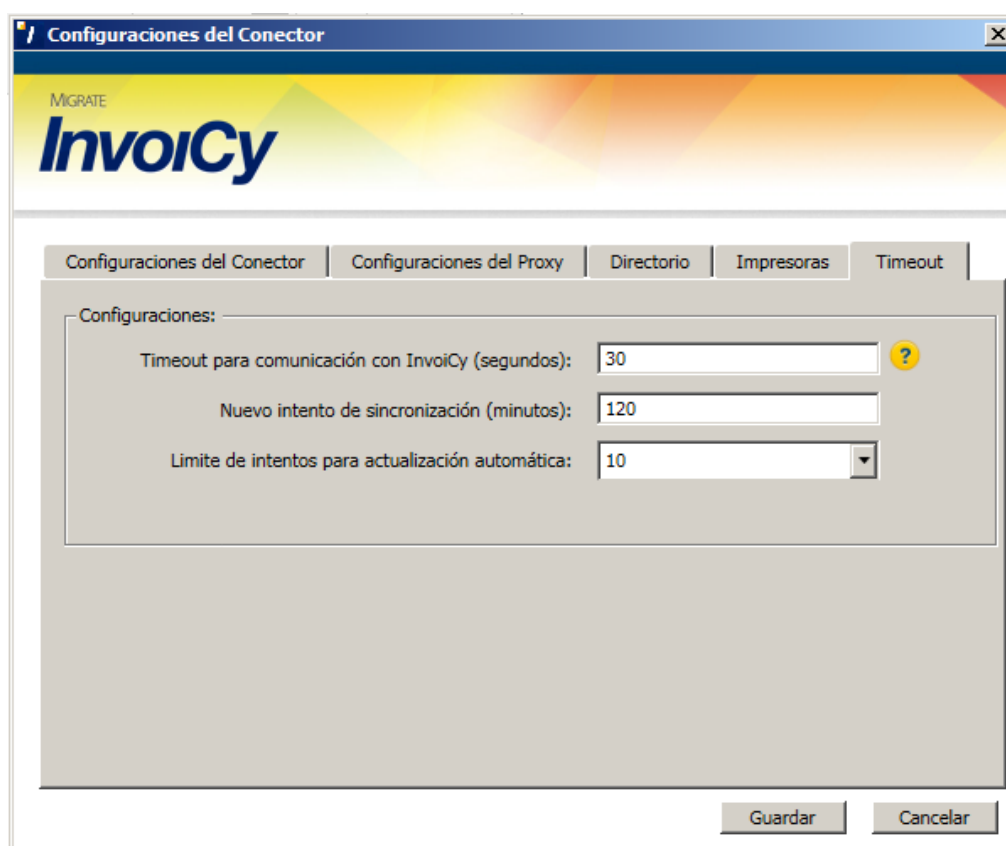 Configuraciones del Conector
MIGRATE
InvoiCy
Configuraciones del Conector Configuraciones del Proxy Directorio Impresoras Timeout
Configuraciones:
Timeout para comunicación con InvoiCy (segundos): 30 ?
Nuevo intento de sincronización (minutos): 120
Limite de intentos para actualización automática: 10
Guardar Cancelar